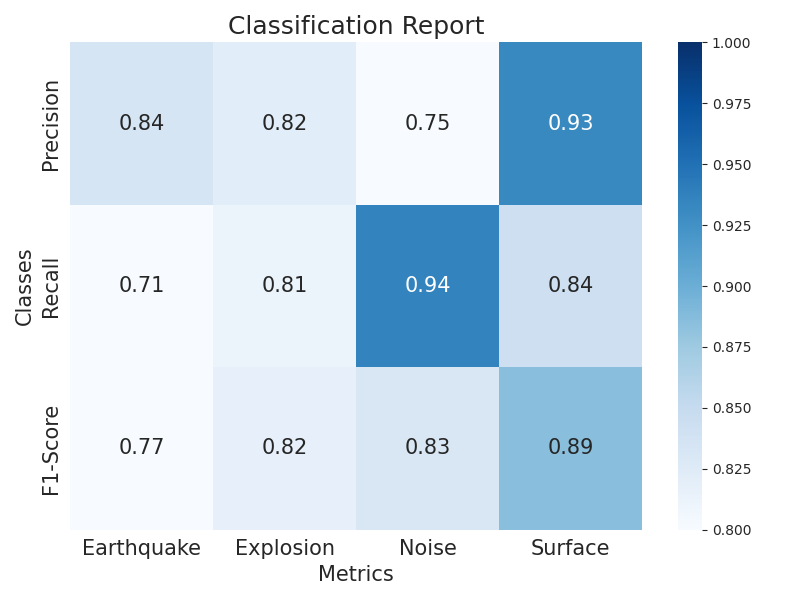 Classification Report
Classes
Precision
0.84 0.82 0.75 0.93
Recall
0.71 0.81 0.94 0.84
F1-Score
0.77 0.82 0.83 0.89
Earthquake Explosion Noise Surface
Metrics
1.000
0.975
0.950
0.925
0.900
0.875
0.850
0.825
0.800